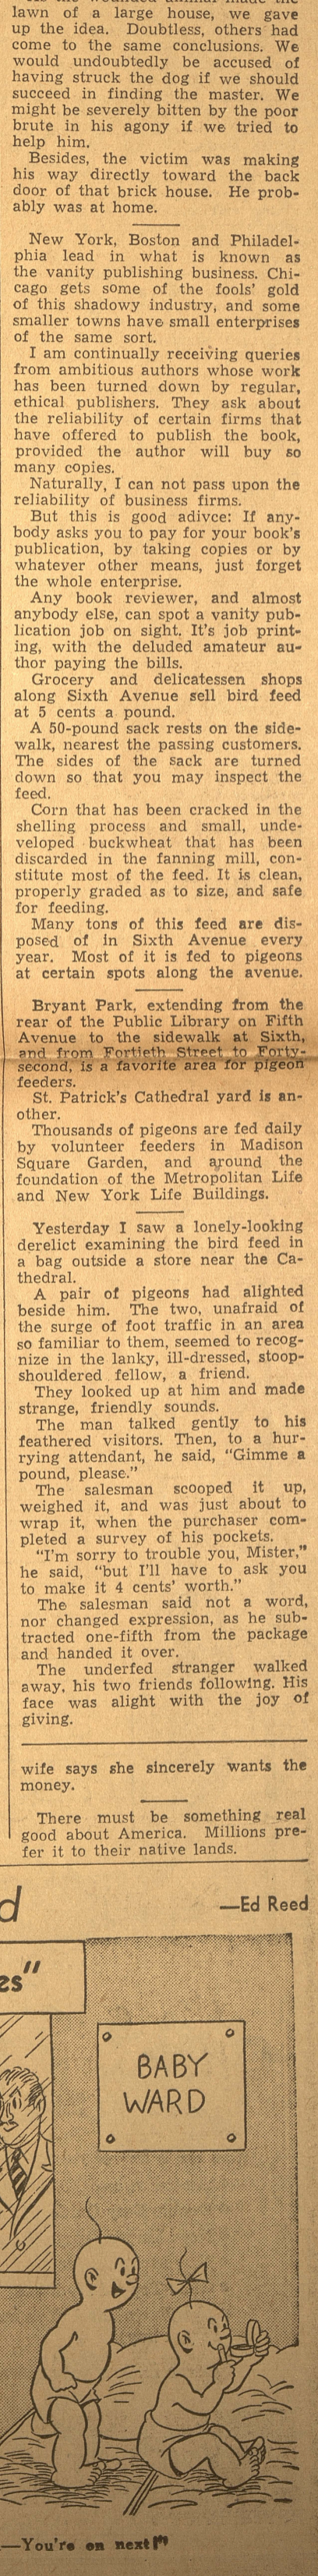 lawn of a large house, we gave
up the idea. Doubtless, others had
come to the same conclusions. We
would undoubtedly be accused of
having struck the dog if we should
succeed in finding the master. We
might be severely bitten by the poor
brute in his agony if we tried to
help him.
Besides, the victim was making
his way directly toward the back
door of that brick house. He prob-
ably was at home.
New York, Boston and Philadel-
phia lead in what is known as
the vanity publishing business. Chi-
cago gets some of the fools' gold
of this shadowy industry, and some
smaller towns have small enterprises
of the same sort.
I am continually receiving queries
from ambitious authors whose work
has been turned down by regular,
ethical publishers. They ask about
the reliability of certain firms that
have offered to publish the book,
provided the author will buy so
many copies.
Naturally, I can not pass upon the
reliability of business firms.
But this is good adivce: If any-
body asks you to pay for your book's
publication, by taking copies or by
whatever other means, just forget
the whole enterprise.
Any book reviewer, and almost
anybody else, can spot a vanity pub-
lication job on sight. It's job print-
ing, with the deluded amateur au-
thor paying the bills.
Grocery and delicatessen shops
along Sixth Avenue sell bird feed
at 5 cents a pound.
A 50-pound sack rests on the side-
walk, nearest the passing customers.
The sides of the sack are turned
down so that you may inspect the
feed.
Corn that has been cracked in the
shelling process and small, unde-
veloped buckwheat that has been
discarded in the fanning mill, con-
stitute most of the feed. It is clean,
properly graded as to size, and safe
for feeding.
Many tons of this feed are dis-
posed of in Sixth Avenue every
year. Most of it is fed to pigeons
at certain spots along the avenue.
Bryant Park, extending from the
rear of the Public Library on Fifth
Avenue to the sidewalk at Sixth,
and from Fortieth Street to Forty-
second, is a favorite area for pigeon
feeders.
St. Patrick's Cathedral yard is an-
other.
Thousands of pigeons are fed daily
by volunteer feeders in Madison
Square Garden, and around the
foundation of the Metropolitan Life
and New York Life Buildings.
Yesterday I saw a lonely-looking
derelict examining the bird feed in
a bag outside a store near the Ca-
thedral.
A pair of pigeons had alighted
beside him. The two, unafraid of
the surge of foot traffic in an area
so familiar to them, seemed to recog-
nize in the lanky, ill-dressed, stoop-
shouldered fellow, a friend.
They looked up at him and made
strange, friendly sounds.
The man talked gently to his
feathered visitors. Then, to a hur-
rying attendant, he said, "Gimme a
pound, please."
The salesman scooped it up,
weighed it, and was just about to
wrap it, when the purchaser com-
pleted a survey of his pockets.
"I'm sorry to trouble you, Mister,"
he said, "but I'll have to ask you
to make it 4 cents' worth."
The salesman said not a word,
nor changed expression, as he sub-
tracted one-fifth from the package
and handed it over.
The underfed stranger walked
away, his two friends following. His
face was alight with the joy of
giving.
wife says she sincerely wants the
money.
There must be something real
good about America. Millions pre-
fer it to their native lands.
d
—Ed Reed
es"
BABY
WARD
—You're on next!"